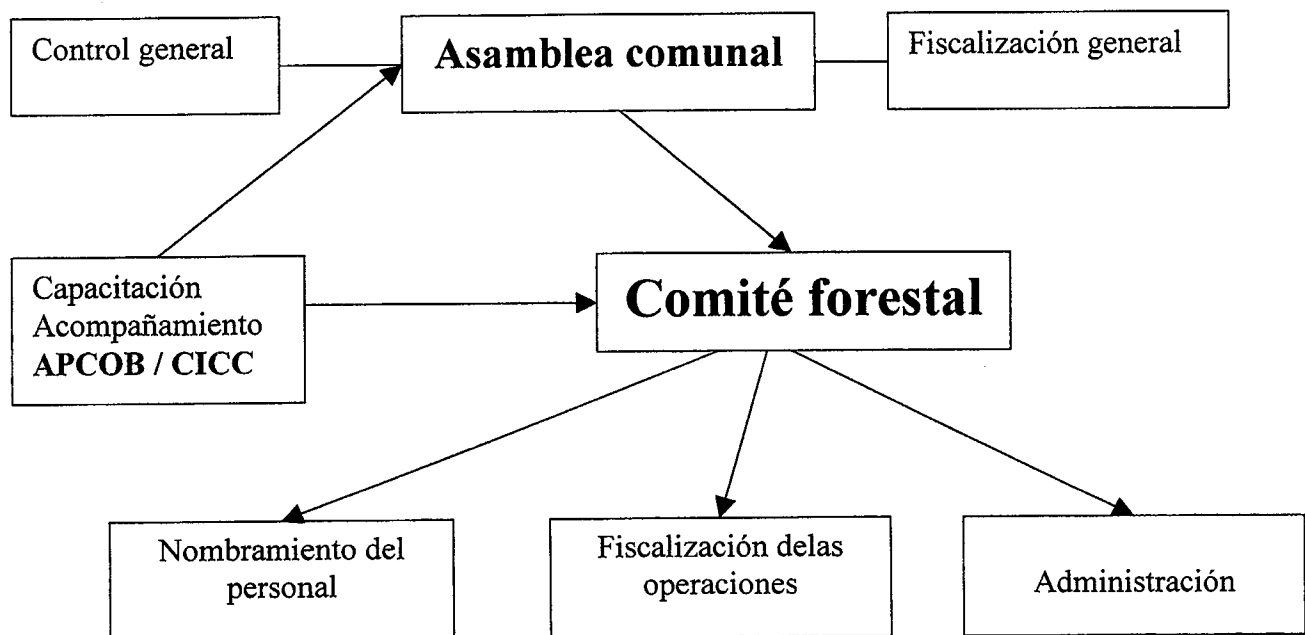 Control general
Asamblea comunal
Fiscalización general
Capacitación
Acompañamiento
APCOB / CICC
Comité forestal
Nombramiento del
personal
Fiscalización delas
operaciones
Administración